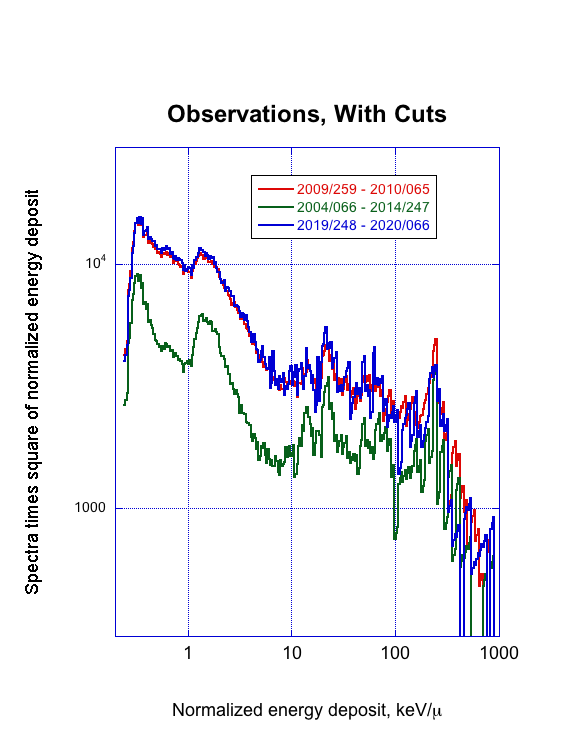 Observations, With Cuts
Spectra times square of normalized energy deposit
2009/259 - 2010/065
2004/066 - 2014/247
2019/248 - 2020/066
10⁴
1000
1 10 100 1000
Normalized energy deposit, keV/μ